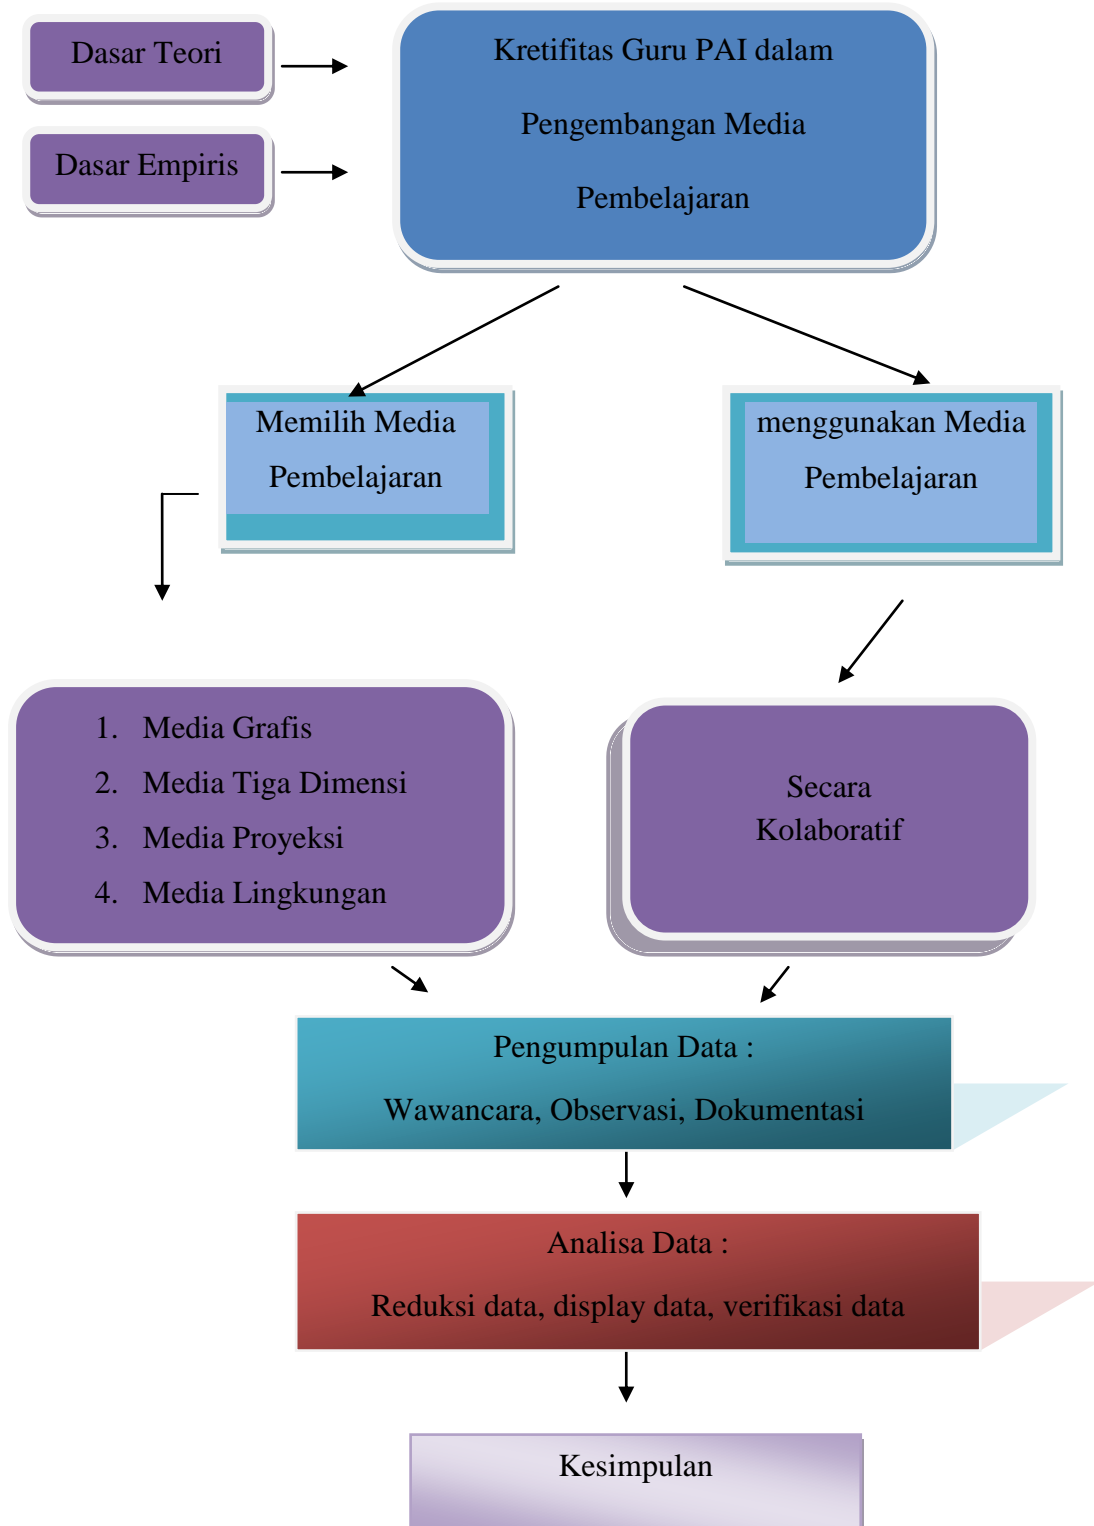 Dasar Teori
Dasar Empiris
Kretifitas Guru PAI dalam
Pengembangan Media
Pembelajaran
Memilih Media
Pembelajaran
menggunakan Media
Pembelajaran
1. Media Grafis
2. Media Tiga Dimensi
3. Media Proyeksi
4. Media Lingkungan
Secara
Kolaboratif
Pengumpulan Data :
Wawancara, Observasi, Dokumentasi
Analisa Data :
Reduksi data, display data, verifikasi data
Kesimpulan